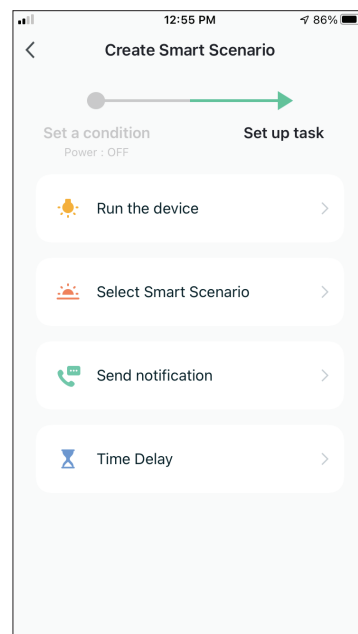 12:55 PM
86%
Create Smart Scenario
Set a condition
Set up task
Power : OFF
Run the device
Select Smart Scenario
Send notification
Time Delay